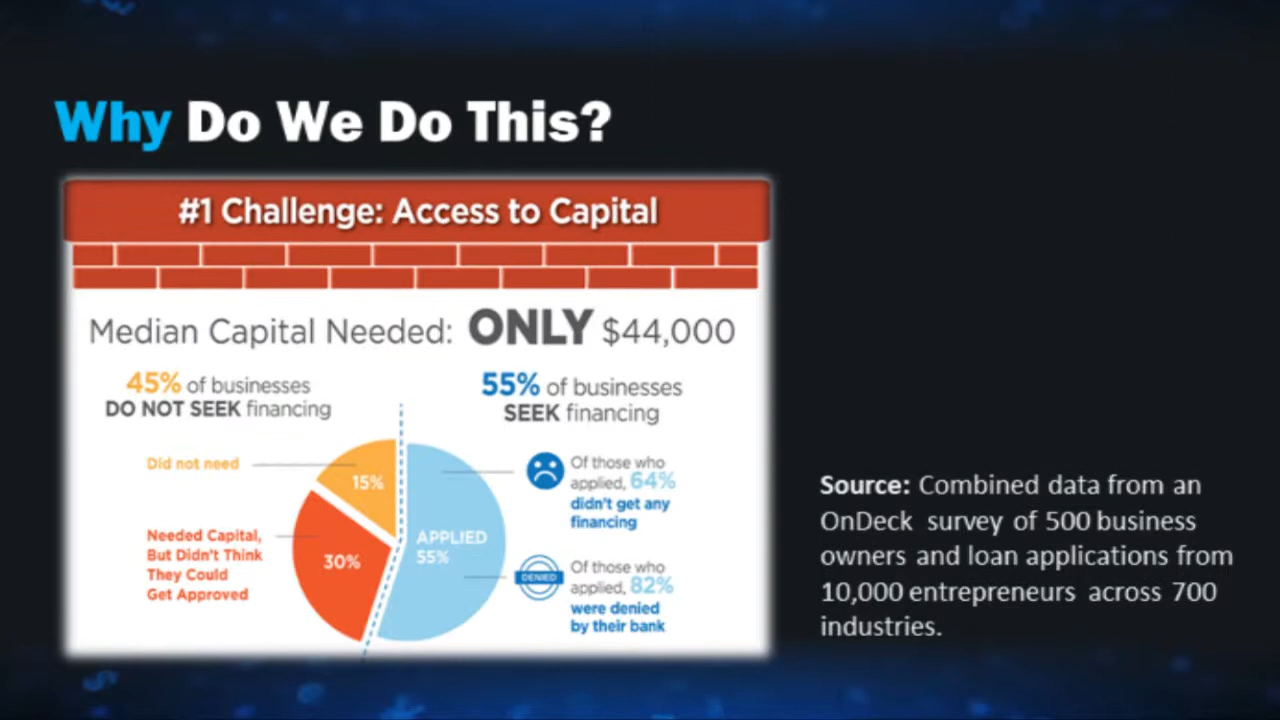 Why Do We Do This?
#1 Challenge: Access to Capital
Median Capital Needed: ONLY $44,000
45% of businesses
DO NOT SEEK financing
55% of businesses
SEEK financing
Did not need
15%
Needed Capital,
But Didn't Think
They Could
Get Approved
30%
APPLIED
55%
Of those who
applied, 64%
didn't get any
financing
DENIED
Of those who
applied, 82%
were denied
by their bank
Source: Combined data from an
OnDeck survey of 500 business
owners and loan applications from
10,000 entrepreneurs across 700
industries.